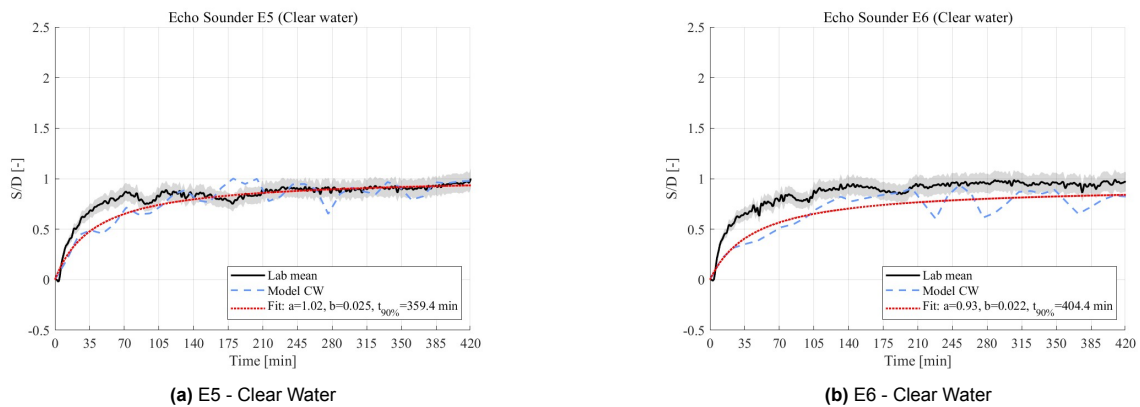 Echo Sounder E5 (Clear water)
2.5
2
1.5
1
0.5
0
-0.5
S/D [-]
Lab mean
Model CW
Fit: a=1.02, b=0.025, t90%=359.4 min
0 35 70 105 140 175 210 245 280 315 350 385 420
Time [min]
(a) E5 - Clear Water
Echo Sounder E6 (Clear water)
2.5
2
1.5
1
0.5
0
-0.5
S/D [-]
Lab mean
Model CW
Fit: a=0.93, b=0.022, t90%=404.4 min
0 35 70 105 140 175 210 245 280 315 350 385 420
Time [min]
(b) E6 - Clear Water